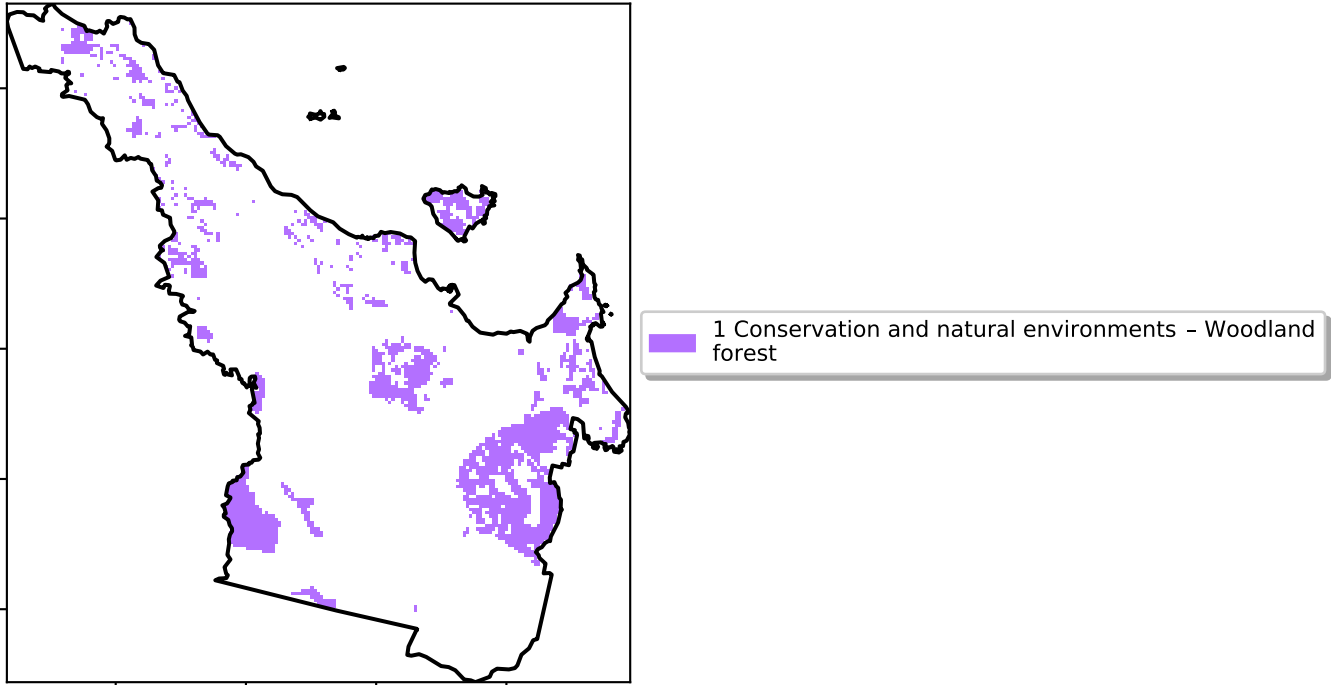 1 Conservation and natural environments – Woodland
forest